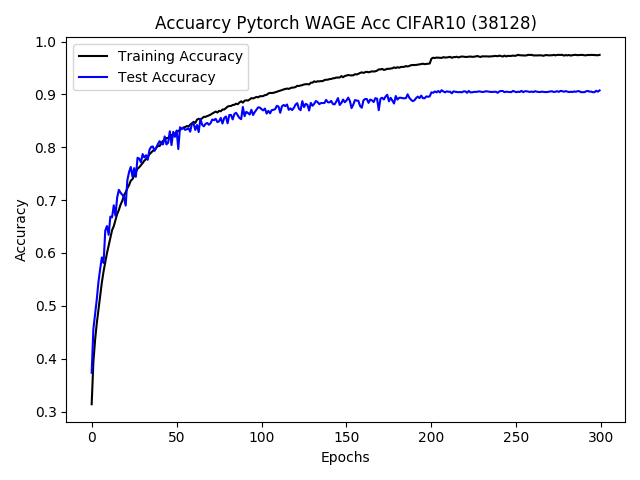 Accuarcy Pytorch WAGE Acc CIFAR10 (38128)
Training Accuracy
Test Accuracy
Accuracy
1.0
0.9
0.8
0.7
0.6
0.5
0.4
0.3
0 50 100 150 200 250 300
Epochs